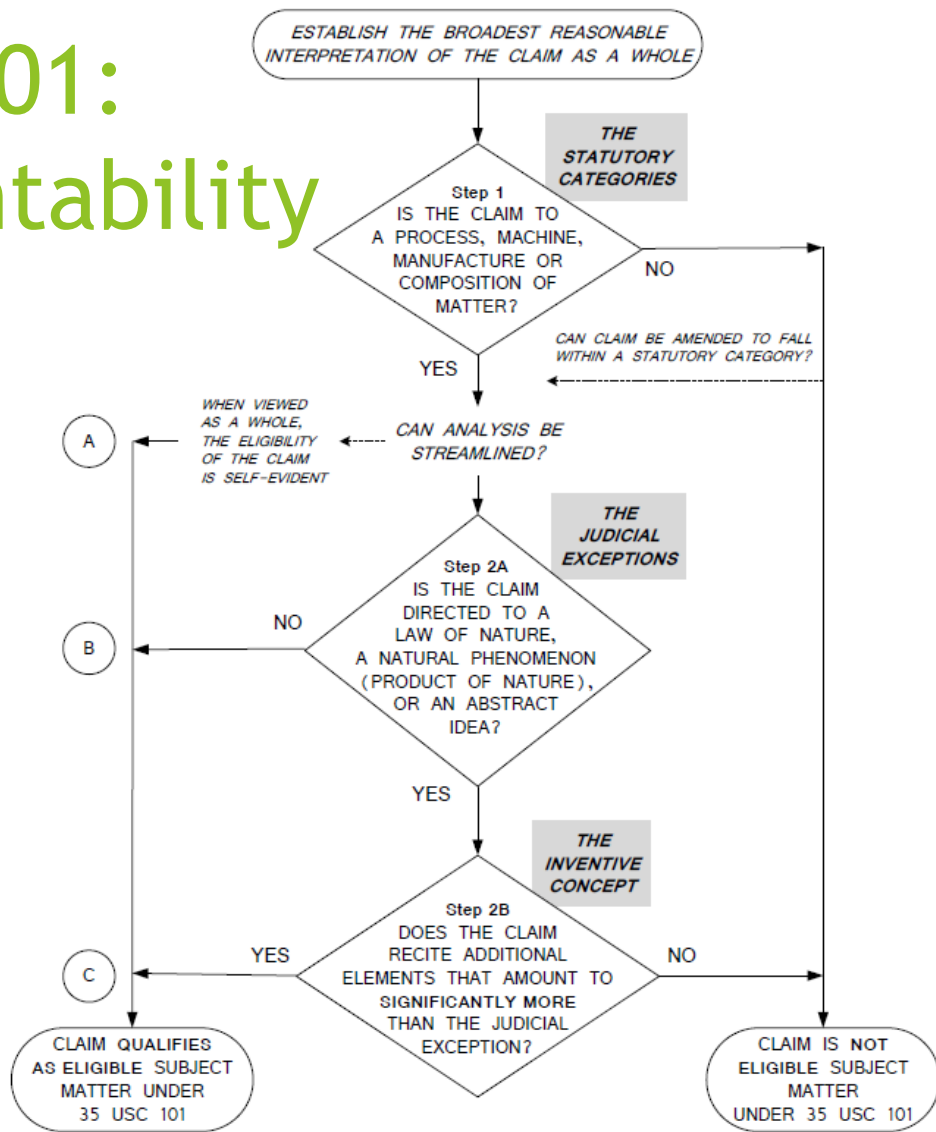 01:
ntability
ESTABLISH THE BROADEST REASONABLE
INTERPRETATION OF THE CLAIM AS A WHOLE
THE
STATUTORY
CATEGORIES
Step 1
IS THE CLAIM TO
A PROCESS, MACHINE,
MANUFACTURE OR
COMPOSITION OF
MATTER?
NO
YES
CAN CLAIM BE AMENDED TO FALL
WITHIN A STATUTORY CATEGORY?
A
WHEN VIEWED
AS A WHOLE,
THE ELIGIBILITY
OF THE CLAIM
IS SELF-EVIDENT
CAN ANALYSIS BE
STREAMLINED?
THE
JUDICIAL
EXCEPTIONS
Step 2A
IS THE CLAIM
DIRECTED TO A
LAW OF NATURE,
A NATURAL PHENOMENON
(PRODUCT OF NATURE),
OR AN ABSTRACT
IDEA?
NO
B
YES
THE
INVENTIVE
CONCEPT
Step 2B
DOES THE CLAIM
RECITE ADDITIONAL
ELEMENTS THAT AMOUNT TO
SIGNIFICANTLY MORE
THAN THE JUDICIAL
EXCEPTION?
YES
NO
C
CLAIM QUALIFIES
AS ELIGIBLE SUBJECT
MATTER UNDER
35 USC 101
CLAIM IS NOT
ELIGIBLE SUBJECT
MATTER
UNDER 35 USC 101